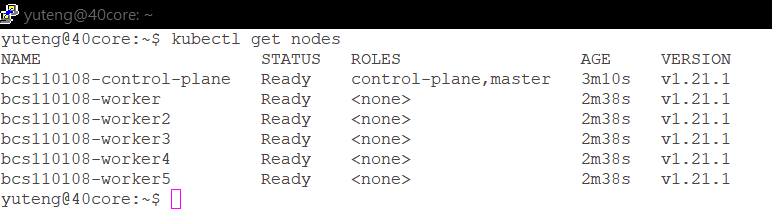 yuteng@40core: ~
yuteng@40core:~$ kubectl get nodes
NAME STATUS ROLES AGE VERSION
bcs110108-control-plane Ready control-plane,master 3m10s v1.21.1
bcs110108-worker Ready <none> 2m38s v1.21.1
bcs110108-worker2 Ready <none> 2m38s v1.21.1
bcs110108-worker3 Ready <none> 2m38s v1.21.1
bcs110108-worker4 Ready <none> 2m38s v1.21.1
bcs110108-worker5 Ready <none> 2m38s v1.21.1
yuteng@40core:~$